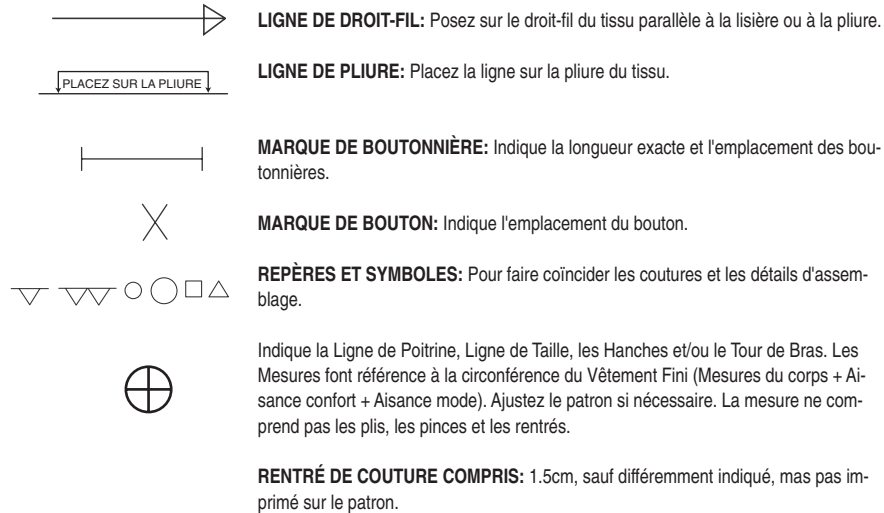 LIGNE DE DROIT-FIL: Posez sur le droit-fil du tissu parallèle à la lisière ou à la pliure.
PLACEZ SUR LA PLIURE
LIGNE DE PLIURE: Placez la ligne sur la pliure du tissu.
MARQUE DE BOUTONNIÈRE: Indique la longueur exacte et l'emplacement des bou-
tonnières.
MARQUE DE BOUTON: Indique l'emplacement du bouton.
REPÈRES ET SYMBOLES: Pour faire coïncider les coutures et les détails d'assem-
blage.
Indique la Ligne de Poitrine, Ligne de Taille, les Hanches et/ou le Tour de Bras. Les
Mesures font référence à la circonférence du Vêtement Fini (Mesures du corps + Ai-
sance confort + Aisance mode). Ajustez le patron si nécessaire. La mesure ne com-
prend pas les plis, les pinces et les rentrés.
RENTRÉ DE COUTURE COMPRIS: 1.5cm, sauf différemment indiqué, mas pas im-
primé sur le patron.